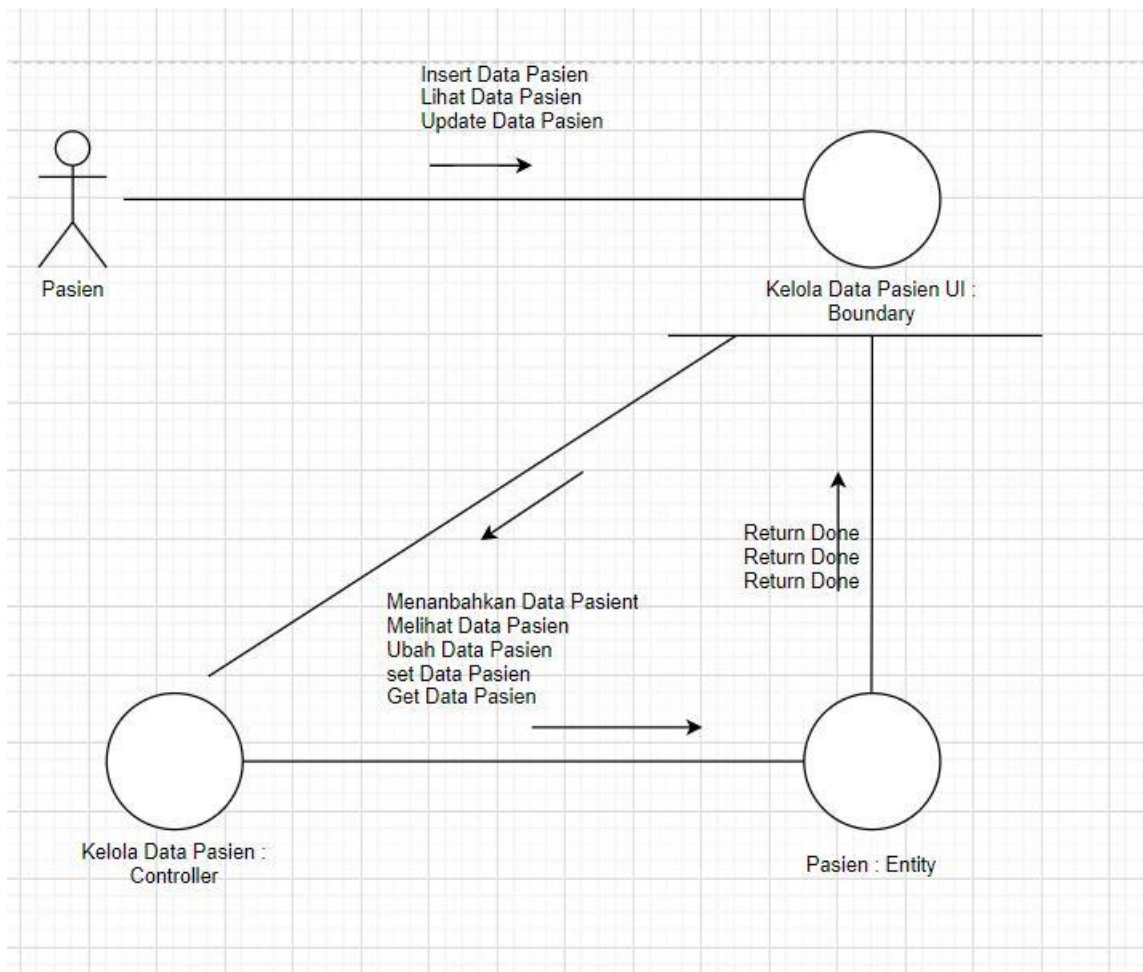 Insert Data Pasien
Lihat Data Pasien
Update Data Pasien
Pasien
Kelola Data Pasien UI :
Boundary
Return Done
Return Done
Return Done
Menanbahkan Data Pasient
Melihat Data Pasien
Ubah Data Pasien
set Data Pasien
Get Data Pasien
Kelola Data Pasien :
Controller
Pasien : Entity